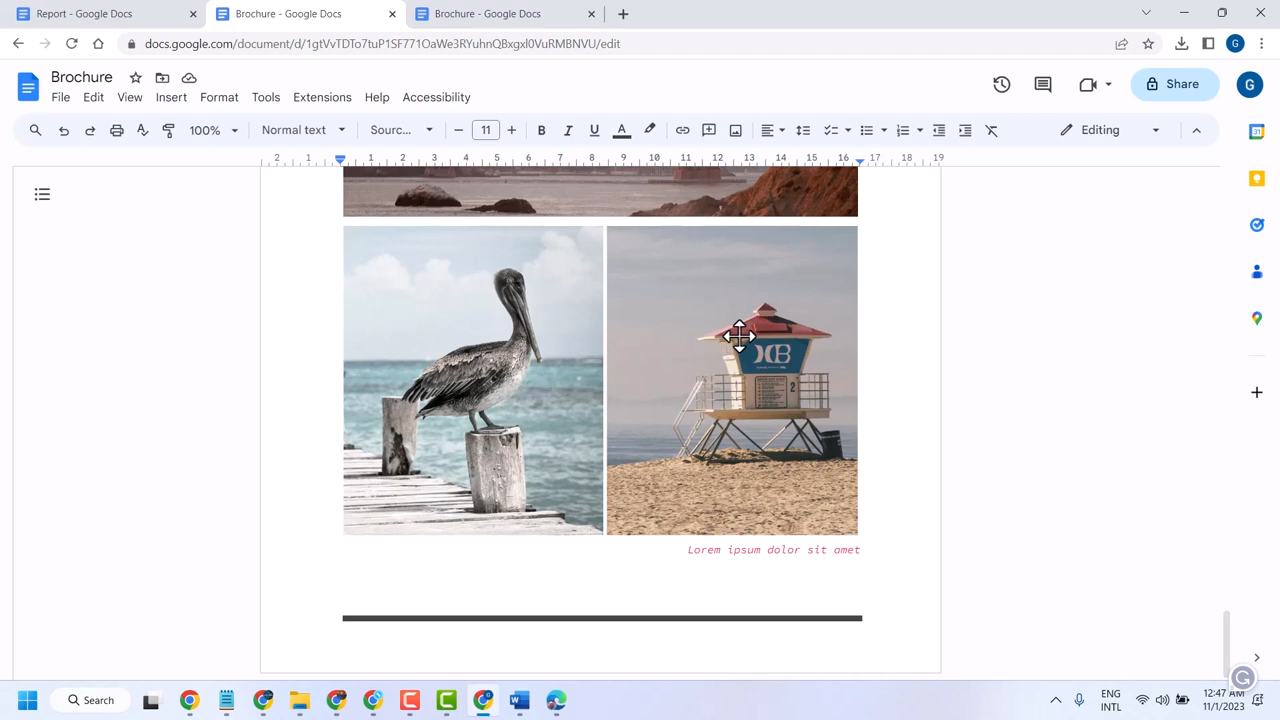 Report - Google Docs
Brochure - Google Docs
Brochure - Google Docs
docs.google.com/document/d/1gtVvTDTo7tuP1SF771OaWe3RYuhnQBxgxl0VuRMBNVU/edit
G
Brochure
File Edit View Insert Format Tools Extensions Help Accessibility
Share
G
100% Normal text Sourc... 11 B I U A Editing
2 1 1 2 3 4 5 6 7 8 9 10 11 12 13 14 15 16 17 18 19
31
2
Lorem ipsum dolor sit amet
G
Search
W
ENG
INTL
12:47 AM
11/1/2023